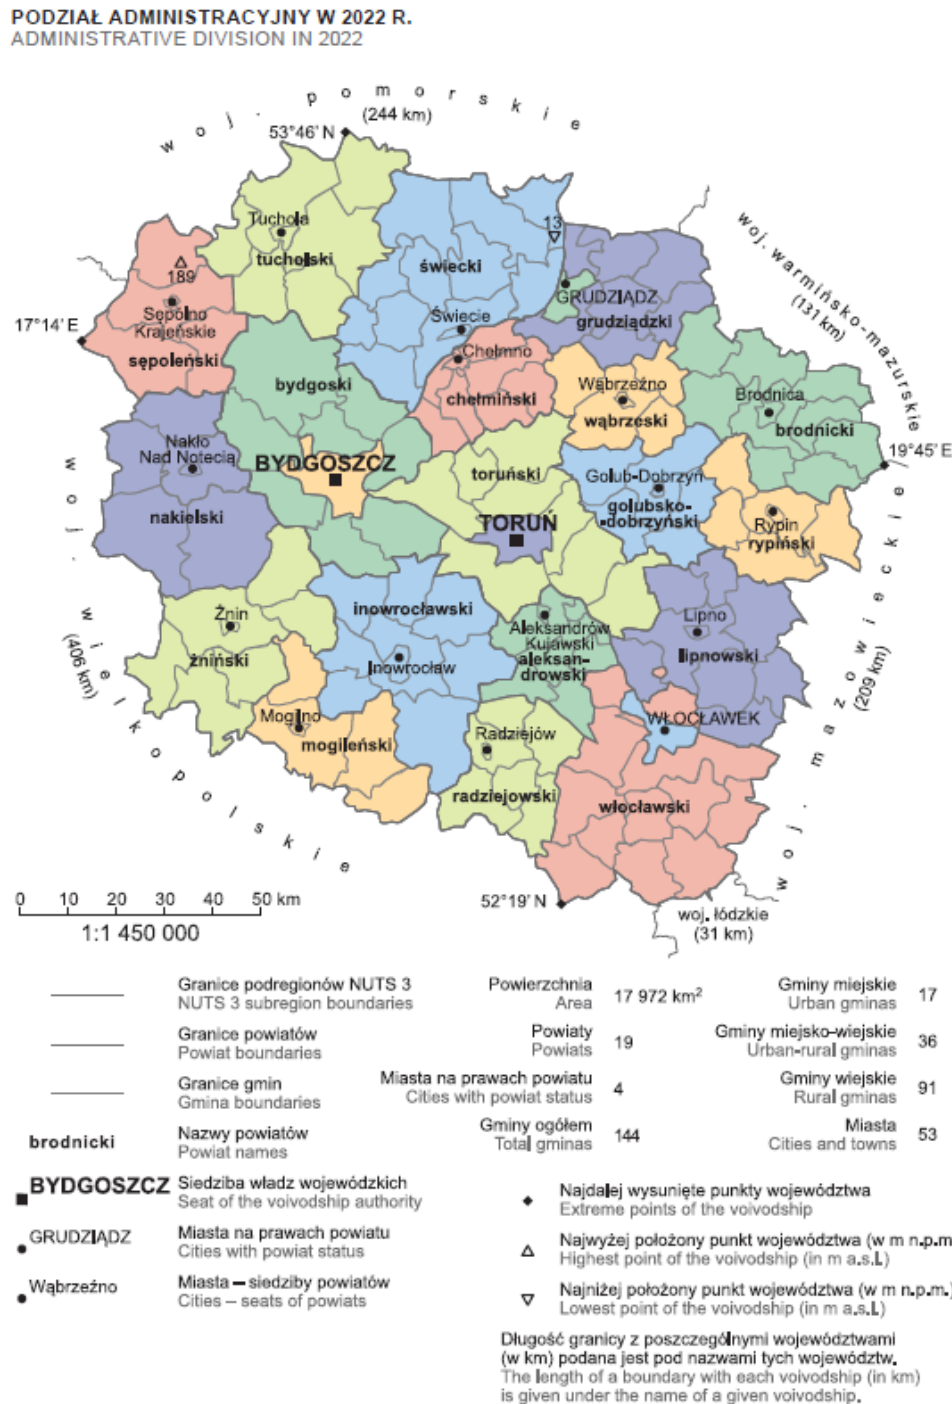 PODZIAŁ ADMINISTRACYJNY W 2022 R.
ADMINISTRATIVE DIVISION IN 2022
woj. pomorskie
(244 km)
53°46' N
woj. warmińsko-mazurskie
(131 km)
13
Tuchola
tucholski
świecki
189
GRUDZIĄDZ
grudziądzki
Sępólno
Krajeńskie
17°14' E
sępoleński
Świecie
Chełmno
bydgoski
chełmiński
Wąbrzeźno
wąbrzeski
Brodnica
brodnicki
19°45' E
Nakło
Nad Notecią
BYDGOSZCZ
toruński
Golub-Dobrzyń
golubsko-
-dobrzyński
nakielski
TORUŃ
Rypin
rypiński
woj. wielkopolskie
(406 km)
woj. mazowieckie
(209 km)
Żnin
żniński
inowrocławski
Inowrocław
Aleksandrów
Kujawski
aleksan-
drowski
Lipno
lipnowski
Mogilno
mogileński
Radziejów
radziejowski
WŁOCŁAWEK
włocławski
52°19' N
woj. łódzkie
(31 km)
0 10 20 30 40 50 km
1:1 450 000
Granice podregionów NUTS 3
NUTS 3 subregion boundaries
Granice powiatów
Powiat boundaries
Granice gmin
Gmina boundaries
brodnicki
Nazwy powiatów
Powiat names
BYDGOSZCZ
Siedziba władz wojewódzkich
Seat of the voivodship authority
GRUDZIĄDZ
Miasta na prawach powiatu
Cities with powiat status
Wąbrzeźno
Miasta – siedziby powiatów
Cities – seats of powiats
Powierzchnia
Area
17 972 km²
Powiaty
Powiats
19
Miasta na prawach powiatu
Cities with powiat status
4
Gminy ogółem
Total gminas
144
Gminy miejskie
Urban gminas
17
Gminy miejsko-wiejskie
Urban-rural gminas
36
Gminy wiejskie
Rural gminas
91
Miasta
Cities and towns
53
Najdalej wysunięte punkty województwa
Extreme points of the voivodship
Najwyżej położony punkt województwa (w m n.p.m
Highest point of the voivodship (in m a.s.l.)
Najniżej położony punkt województwa (w m n.p.m.)
Lowest point of the voivodship (in m a.s.l.)
Długość granicy z poszczególnymi województwami
(w km) podana jest pod nazwami tych województw.
The length of a boundary with each voivodship (in km)
is given under the name of a given voivodship.